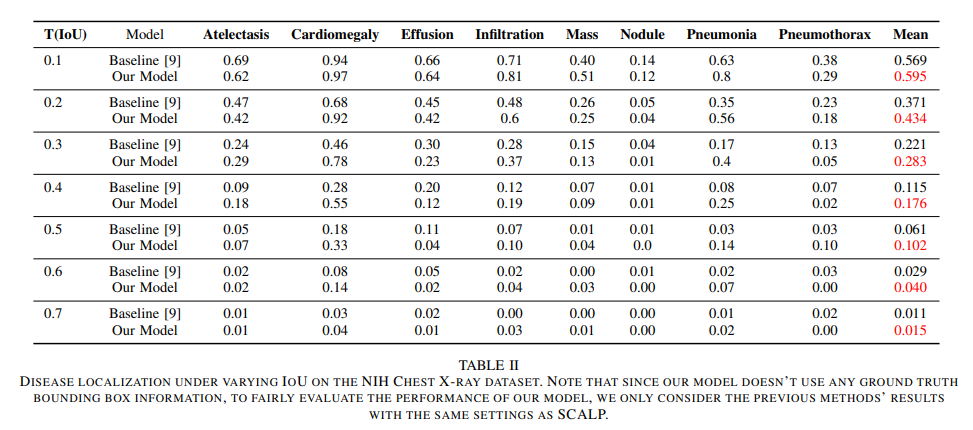 T(IoU) Model Atelectasis Cardiomegaly Effusion Infiltration Mass Nodule Pneumonia Pneumothorax Mean
0.1 Baseline [9] 0.69 0.94 0.66 0.71 0.40 0.14 0.63 0.38 0.569
Our Model 0.62 0.97 0.64 0.81 0.51 0.12 0.8 0.29 0.595
0.2 Baseline [9] 0.47 0.68 0.45 0.48 0.26 0.05 0.35 0.23 0.371
Our Model 0.42 0.92 0.42 0.6 0.25 0.04 0.56 0.18 0.434
0.3 Baseline [9] 0.24 0.46 0.30 0.28 0.15 0.04 0.17 0.13 0.221
Our Model 0.29 0.78 0.23 0.37 0.13 0.01 0.4 0.05 0.283
0.4 Baseline [9] 0.09 0.28 0.20 0.12 0.07 0.01 0.08 0.07 0.115
Our Model 0.18 0.55 0.12 0.19 0.09 0.01 0.25 0.02 0.176
0.5 Baseline [9] 0.05 0.18 0.11 0.07 0.01 0.01 0.03 0.03 0.061
Our Model 0.07 0.33 0.04 0.10 0.04 0.0 0.14 0.10 0.102
0.6 Baseline [9] 0.02 0.08 0.05 0.02 0.00 0.01 0.02 0.03 0.029
Our Model 0.02 0.14 0.02 0.04 0.03 0.00 0.07 0.00 0.040
0.7 Baseline [9] 0.01 0.03 0.02 0.00 0.00 0.00 0.01 0.02 0.011
Our Model 0.01 0.04 0.01 0.03 0.01 0.00 0.02 0.00 0.015
TABLE II
DISEASE LOCALIZATION UNDER VARYING IOU ON THE NIH CHEST X-RAY DATASET. NOTE THAT SINCE OUR MODEL DOESN'T USE ANY GROUND TRUTH
BOUNDING BOX INFORMATION, TO FAIRLY EVALUATE THE PERFORMANCE OF OUR MODEL, WE ONLY CONSIDER THE PREVIOUS METHODS' RESULTS
WITH THE SAME SETTINGS AS SCALP.